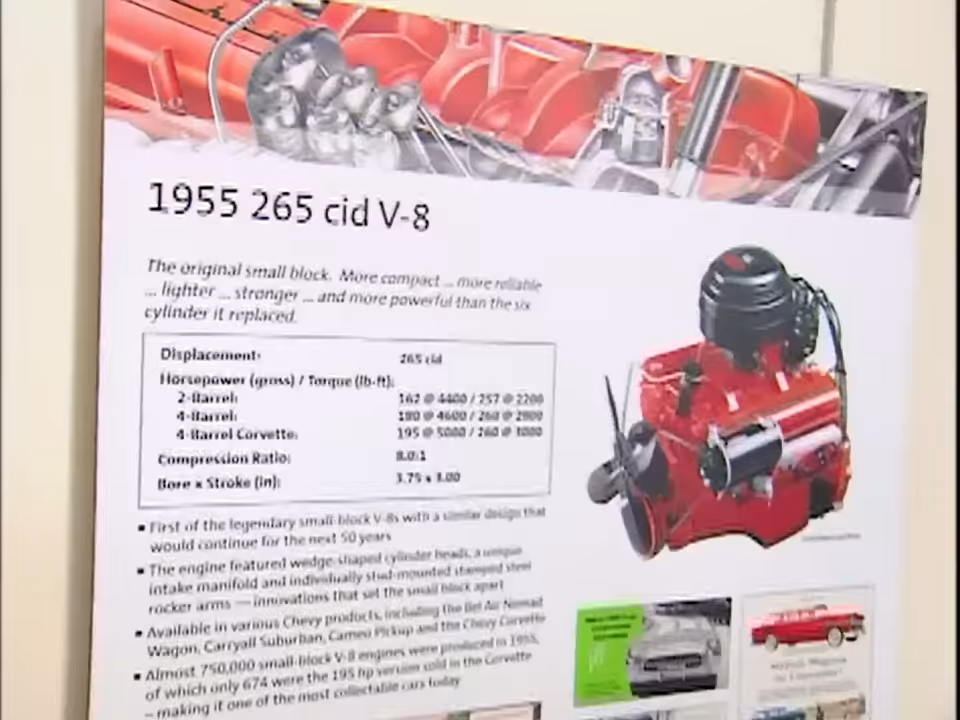 1955 265 cid V-8
The original small block. More compact ... more reliable
... lighter ... stronger ... and more powerful than the six
cylinder it replaced.
Displacement: 265 cid
Horsepower (gross) / Torque (lb-ft):
2-Barrel: 162 @ 4400 / 257 @ 2200
4-Barrel: 180 @ 4600 / 260 @ 2800
4-Barrel Corvette: 195 @ 5000 / 260 @ 3000
Compression Ratio: 8.0:1
Bore x Stroke (in): 3.75 x 3.00
▪ First of the legendary small-block V-8s with a similar design that
would continue for the next 50 years
▪ The engine featured wedge-shaped cylinder heads, a unique
intake manifold and individually stud-mounted stamped steel
rocker arms — innovations that set the small block apart
▪ Available in various Chevy products, including the Bel Air Nomad
Wagon, Carryall Suburban, Cameo Pickup and the Chevy Corvette
▪ Almost 750,000 small-block V-8 engines were produced in 1955,
of which only 674 were the 195 hp version sold in the Corvette
– making it one of the most collectable cars today